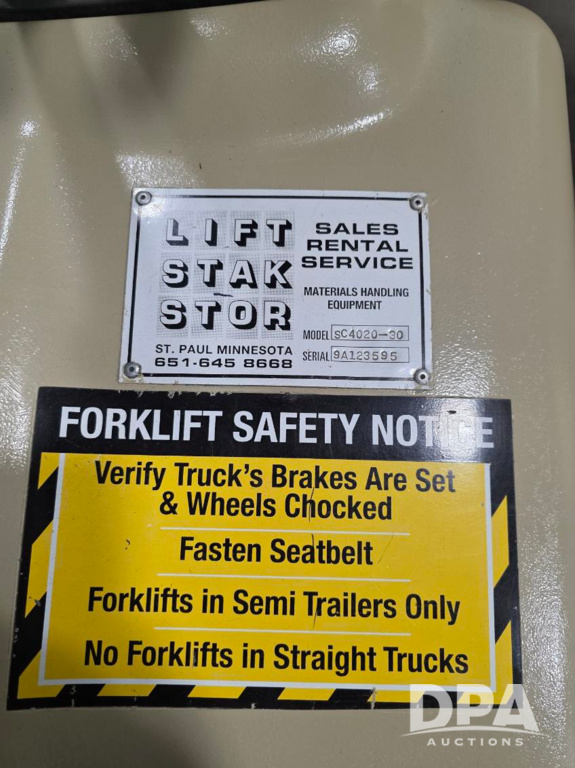 LIFT
STAK
STOR
ST. PAUL MINNESOTA
651-645 8668
SALES
RENTAL
SERVICE
MATERIALS HANDLING
EQUIPMENT
MODEL SC4020-30
SERIAL 9A123595
FORKLIFT SAFETY NOTICE
Verify Truck's Brakes Are Set
& Wheels Chocked
Fasten Seatbelt
Forklifts in Semi Trailers Only
No Forklifts in Straight Trucks
DPA
AUCTIONS